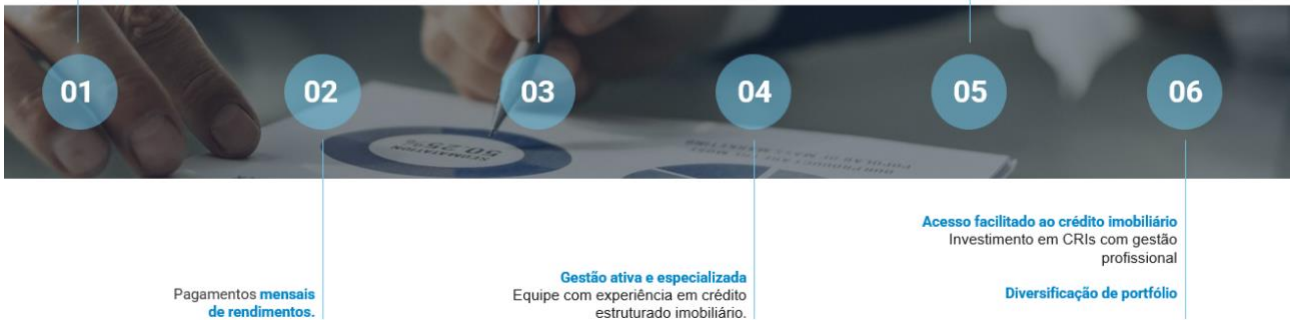 01
02
03
04
05
06
Pagamentos mensais
de rendimentos.
Gestão ativa e especializada
Equipe com experiência em crédito
estruturado imobiliário.
Acesso facilitado ao crédito imobiliário
Investimento em CRIs com gestão
profissional
Diversificação de portfólio